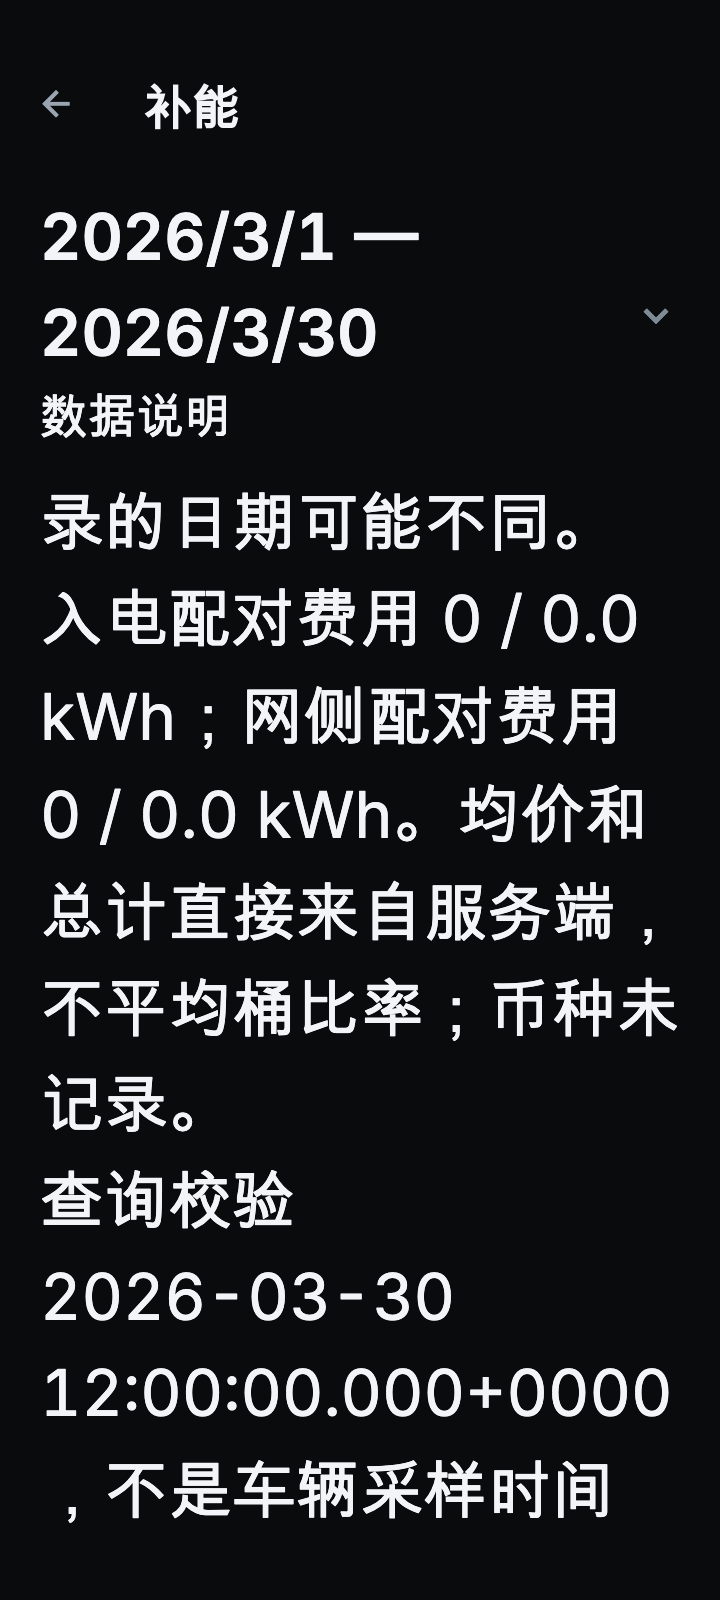 补能
2026/3/1 —
2026/3/30
数据说明
录的日期可能不同。
入电配对费用 0 / 0.0
kWh；网侧配对费用
0 / 0.0 kWh。均价和
总计直接来自服务端，
不平均桶比率；币种未
记录。
查询校验
2026-03-30
12:00:00.000+0000
，不是车辆采样时间